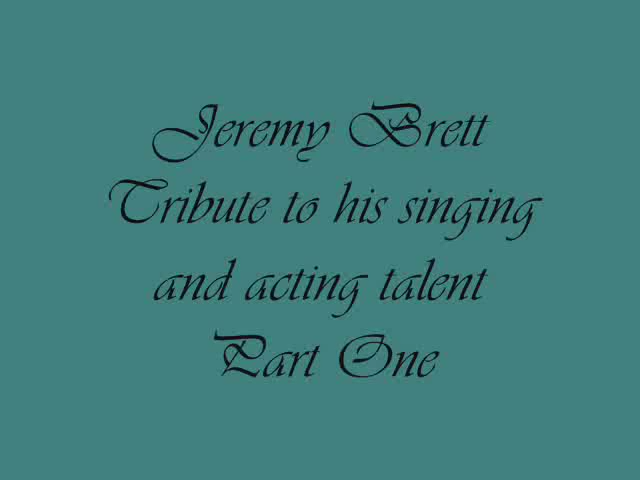 Jeremy Brett
Tribute to his singing
and acting talent
Part One